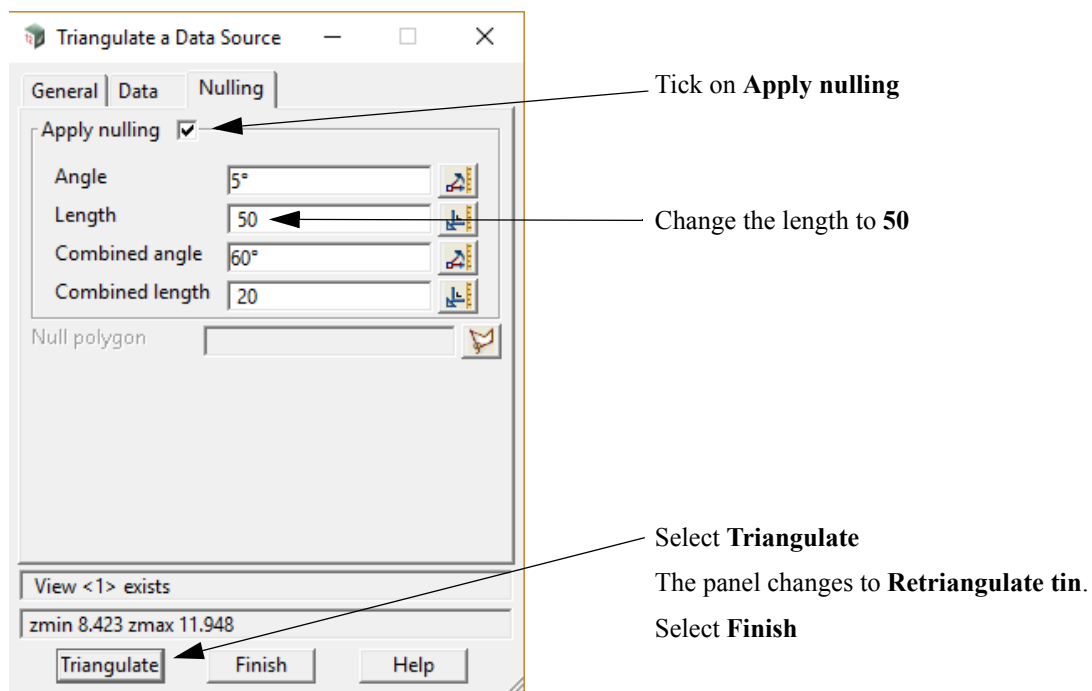 Triangulate a Data Source
General Data Nulling
Apply nulling
Angle 5°
Length 50
Combined angle 60°
Combined length 20
Null polygon
View <1> exists
zmin 8.423 zmax 11.948
Triangulate Finish Help
Tick on Apply nulling
Change the length to 50
Select Triangulate
The panel changes to Retriangulate tin.
Select Finish